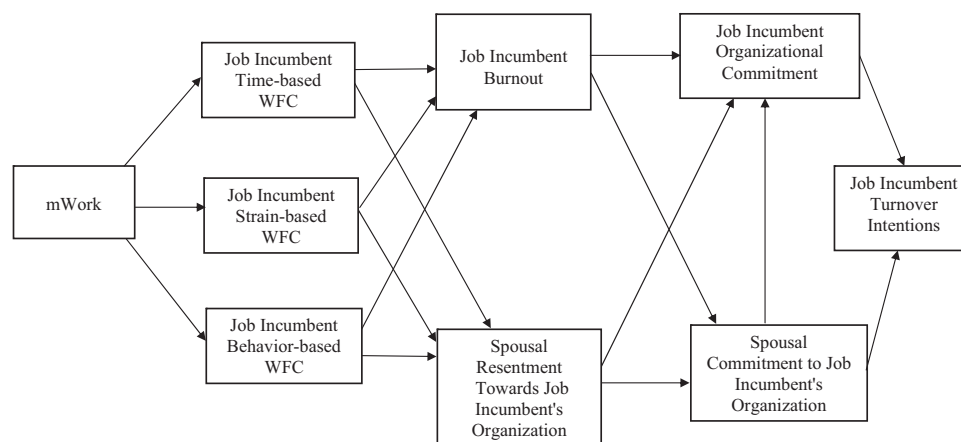 mWork
Job Incumbent
Time-based
WFC
Job Incumbent
Strain-based
WFC
Job Incumbent
Behavior-based
WFC
Job Incumbent
Burnout
Spousal
Resentment
Towards Job
Incumbent's
Organization
Job Incumbent
Organizational
Commitment
Spousal
Commitment to Job
Incumbent's
Organization
Job Incumbent
Turnover
Intentions